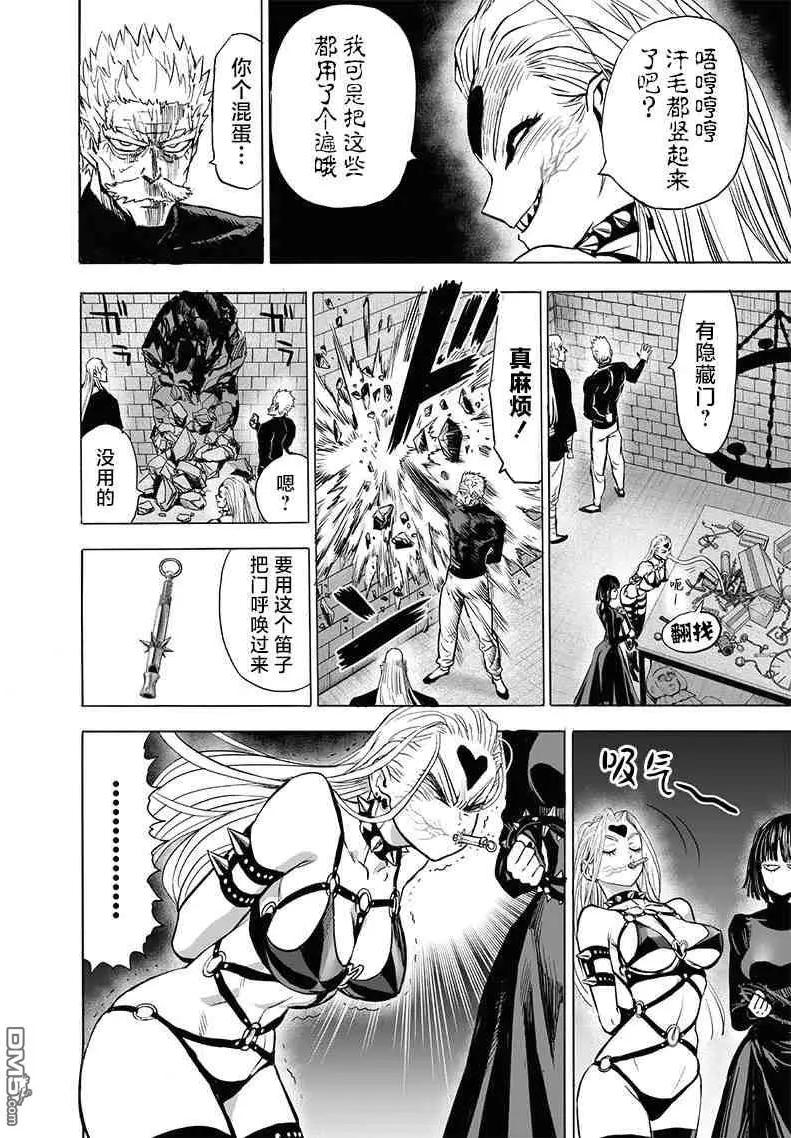 唔哼哼哼
汗毛都竖起来
了吧？
我可是把这些
都用了个遍哦
你个混蛋…
有隐藏门？
呃～
翻找
真麻烦！
嗯？
没用的
要用这个笛子
把门呼唤过来
吸气～
………
DM5